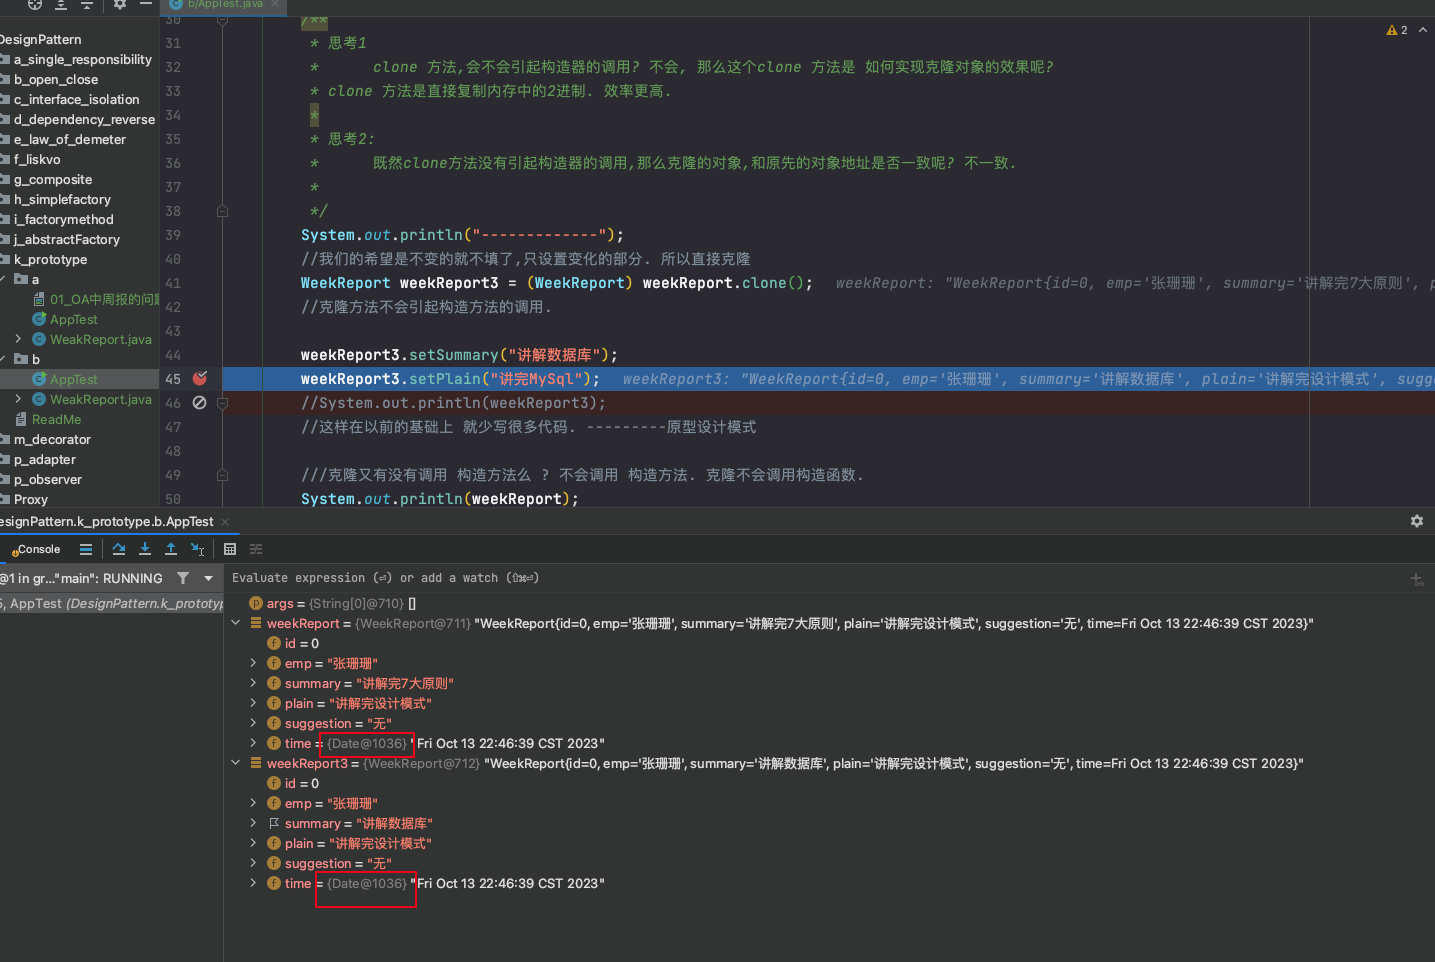 b/AppTest.java
DesignPattern
a_single_responsibility
b_open_close
c_interface_isolation
d_dependency_reverse
e_law_of_demeter
f_liskvo
g_composite
h_simplefactory
i_factorymethod
j_abstractFactory
k_prototype
a
01_OA中周报的问题
AppTest
WeakReport.java
b
AppTest
WeakReport.java
ReadMe
m_decorator
p_adapter
p_observer
Proxy
2
30 /**
31 * 思考1
32 * clone 方法,会不会引起构造器的调用? 不会, 那么这个clone 方法是 如何实现克隆对象的效果呢?
33 * clone 方法是直接复制内存中的2进制. 效率更高.
34 *
35 * 思考2:
36 * 既然clone方法没有引起构造器的调用,那么克隆的对象,和原先的对象地址是否一致呢? 不一致.
37 *
38 */
39 System.out.println("-------------");
40 //我们的希望是不变的就不填了,只设置变化的部分. 所以直接克隆
41 WeekReport weekReport3 = (WeekReport) weekReport.clone(); weekReport: "WeekReport{id=0, emp='张珊珊', summary='讲解完7大原则', p
42 //克隆方法不会引起构造方法的调用.
43
44 weekReport3.setSummary("讲解数据库");
45 weekReport3.setPlain("讲完MySql"); weekReport3: "WeekReport{id=0, emp='张珊珊', summary='讲解数据库', plain='讲解完设计模式', sugg
46 //System.out.println(weekReport3);
47 //这样在以前的基础上 就少写很多代码. ---------原型设计模式
48
49 ///克隆又有没有调用 构造方法么 ? 不会调用 构造方法. 克隆不会调用构造函数.
50 System.out.println(weekReport);
esignPattern.k_prototype.b.AppTest
Console
@1 in gr..."main": RUNNING
Evaluate expression (⏎) or add a watch (⇧⌘⏎)
5, AppTest (DesignPattern.k_prototyp
args = {String[0]@710} []
weekReport = {WeekReport@711} "WeekReport{id=0, emp='张珊珊', summary='讲解完7大原则', plain='讲解完设计模式', suggestion='无', time=Fri Oct 13 22:46:39 CST 2023}"
id = 0
emp = "张珊珊"
summary = "讲解完7大原则"
plain = "讲解完设计模式"
suggestion = "无"
time = {Date@1036} "Fri Oct 13 22:46:39 CST 2023"
weekReport3 = {WeekReport@712} "WeekReport{id=0, emp='张珊珊', summary='讲解数据库', plain='讲解完设计模式', suggestion='无', time=Fri Oct 13 22:46:39 CST 2023}"
id = 0
emp = "张珊珊"
summary = "讲解数据库"
plain = "讲解完设计模式"
suggestion = "无"
time = {Date@1036} "Fri Oct 13 22:46:39 CST 2023"